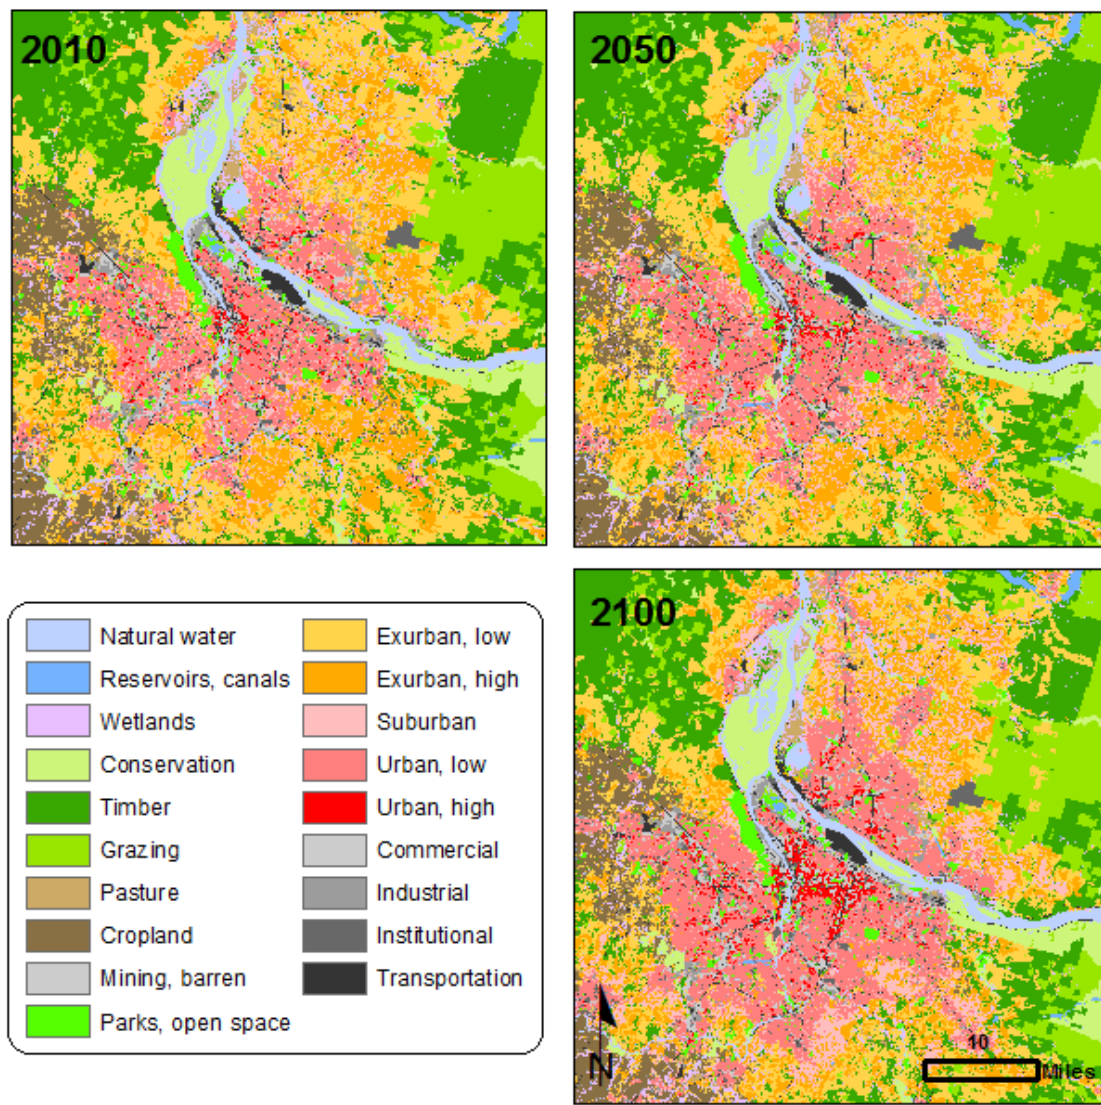 2010
2050
2100
Natural water
Reservoirs, canals
Wetlands
Conservation
Timber
Grazing
Pasture
Cropland
Mining, barren
Parks, open space
Exurban, low
Exurban, high
Suburban
Urban, low
Urban, high
Commercial
Industrial
Institutional
Transportation
N
10
Miles